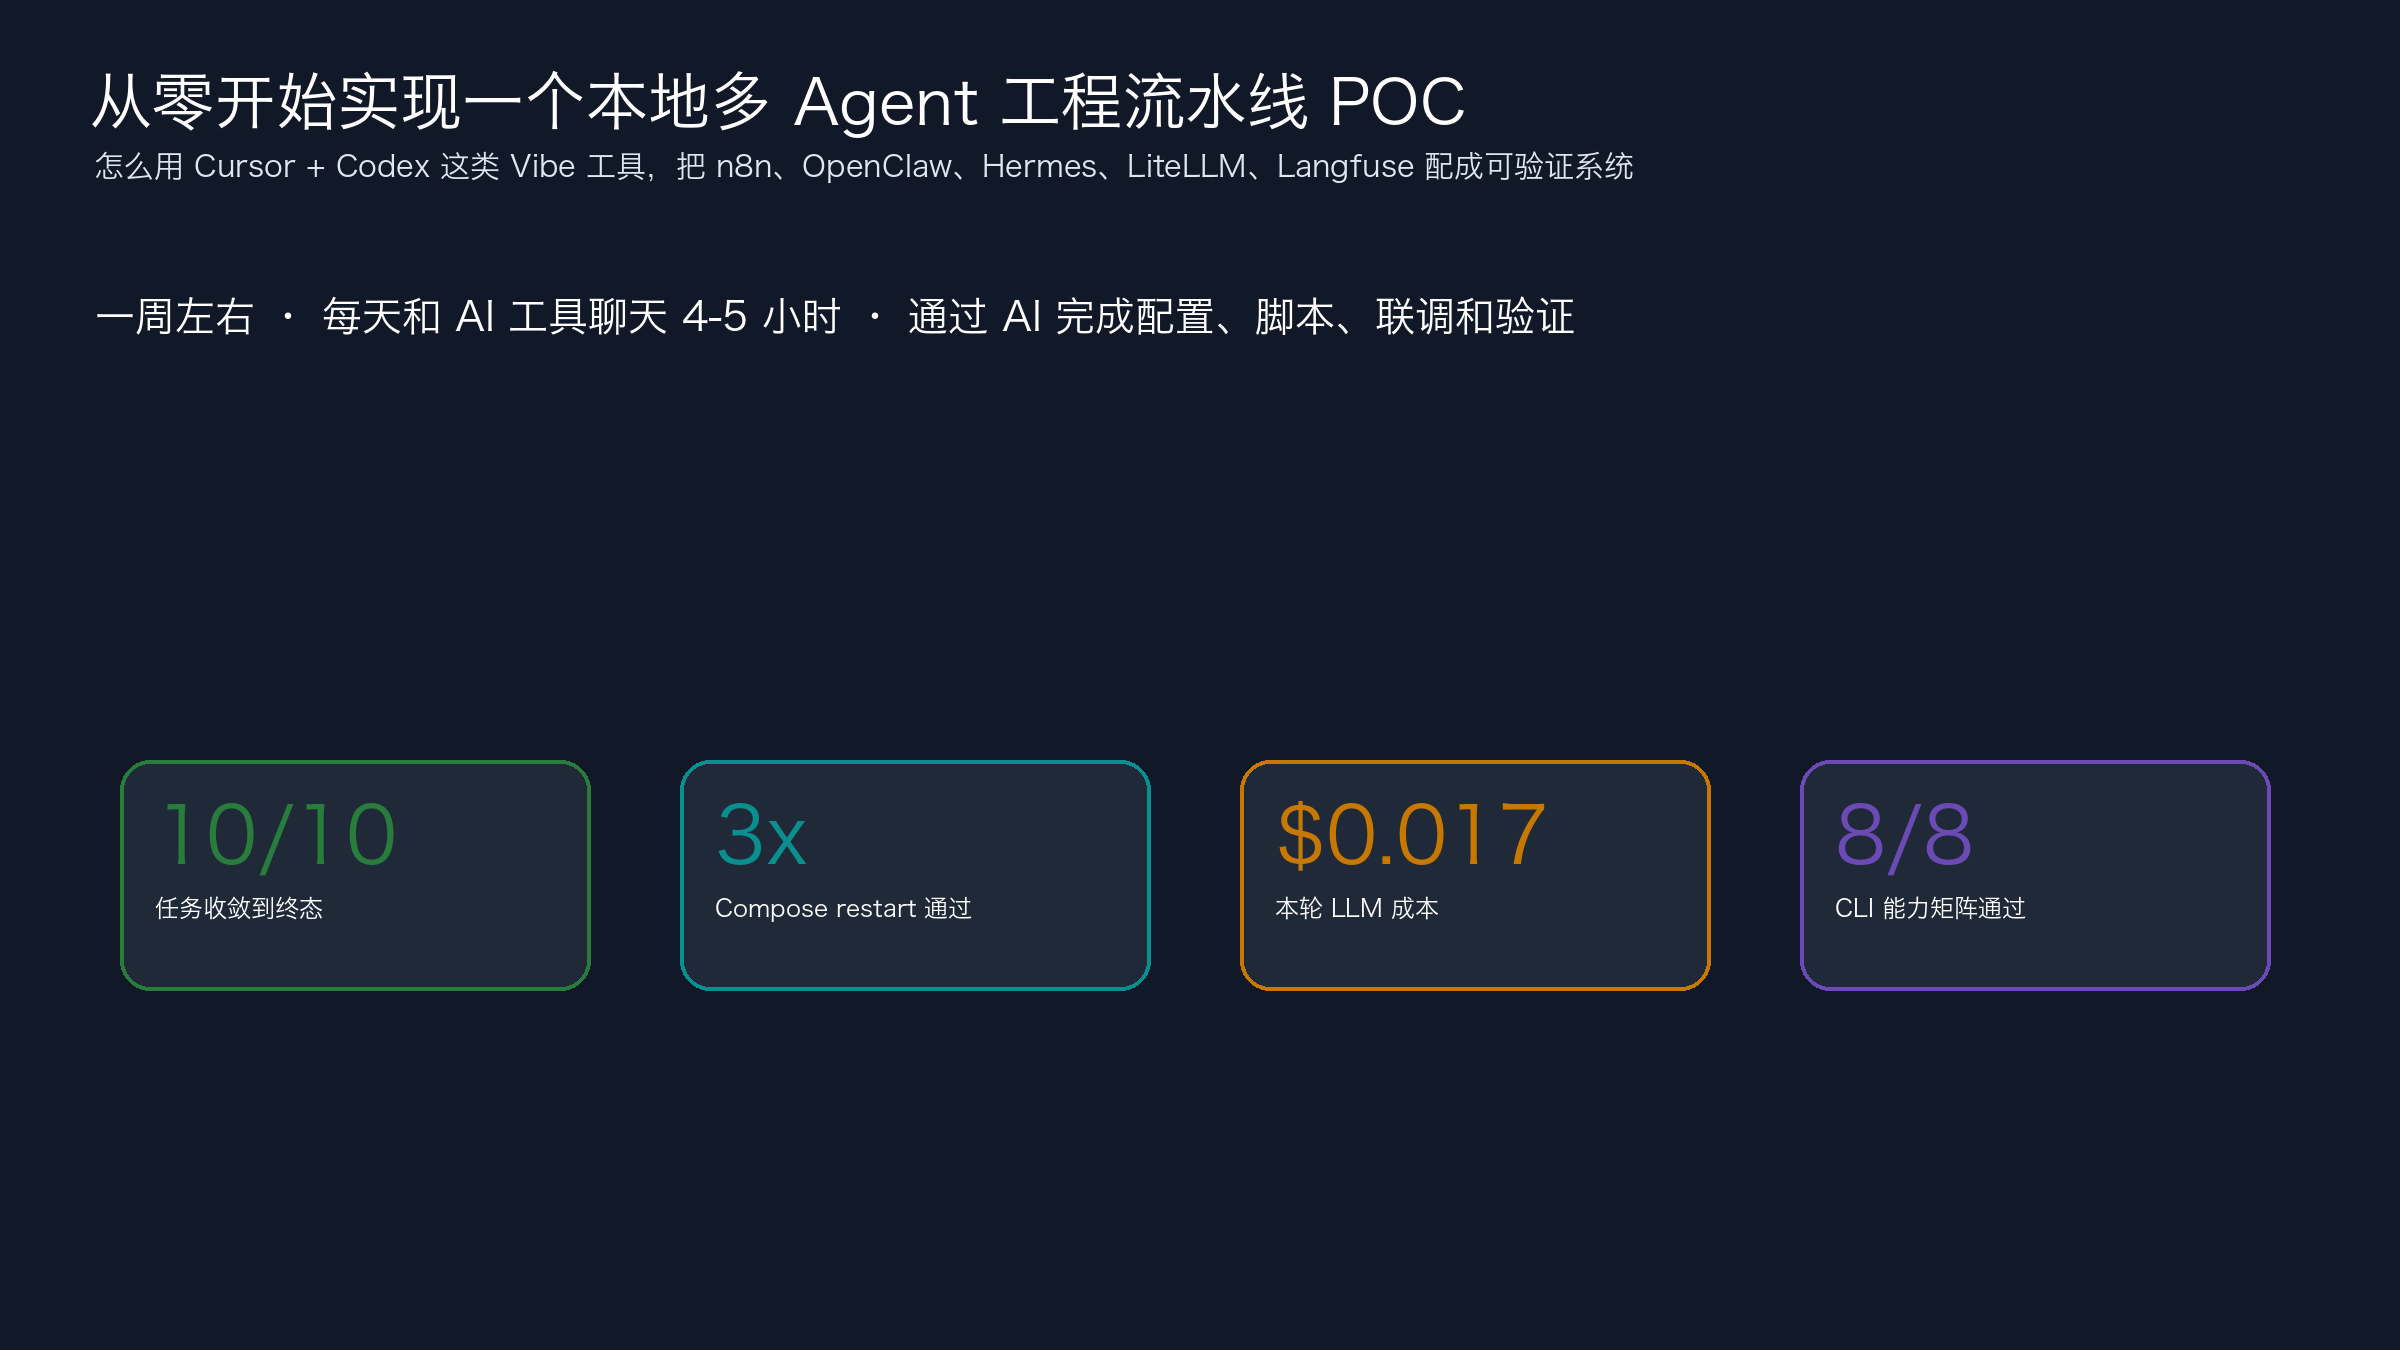 从零开始实现一个本地多 Agent 工程流水线 POC
怎么用 Cursor + Codex 这类 Vibe 工具，把 n8n、OpenClaw、Hermes、LiteLLM、Langfuse 配成可验证系统
一周左右 · 每天和 AI 工具聊天 4-5 小时 · 通过 AI 完成配置、脚本、联调和验证
10/10
任务收敛到终态
3x
Compose restart 通过
$0.017
本轮 LLM 成本
8/8
CLI 能力矩阵通过